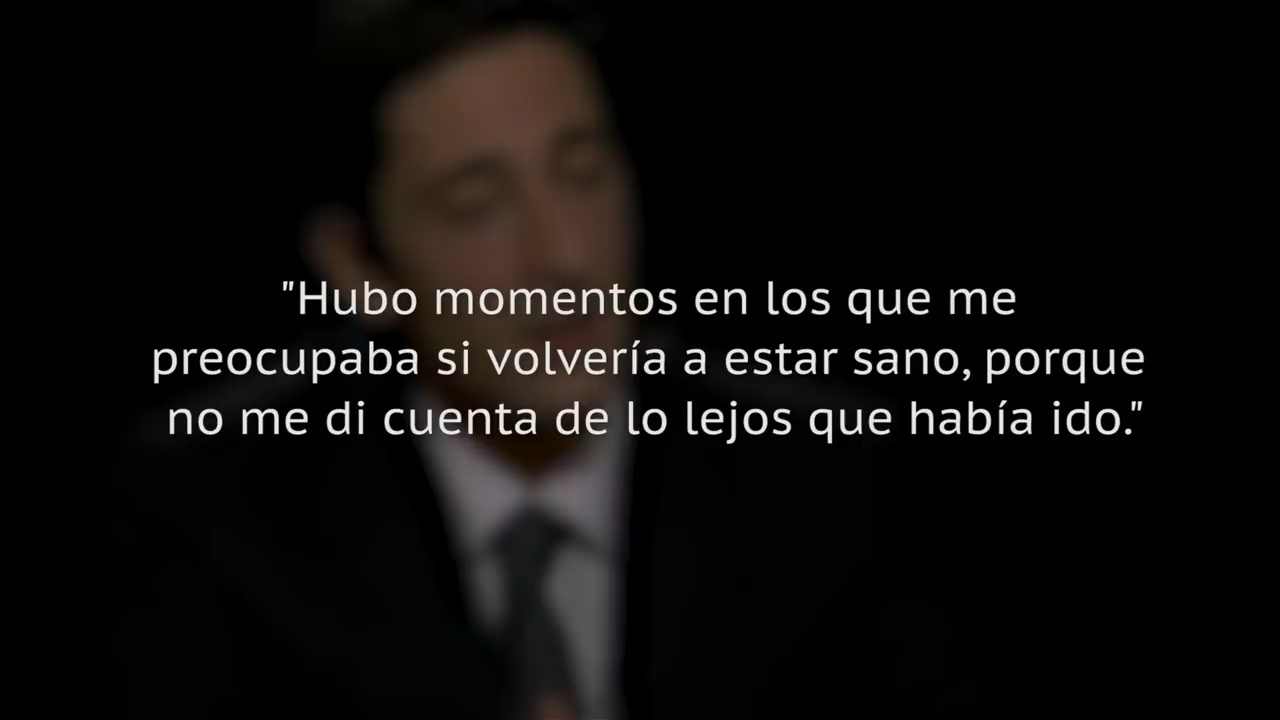 "Hubo momentos en los que me
preocupaba si volvería a estar sano, porque
no me di cuenta de lo lejos que había ido."